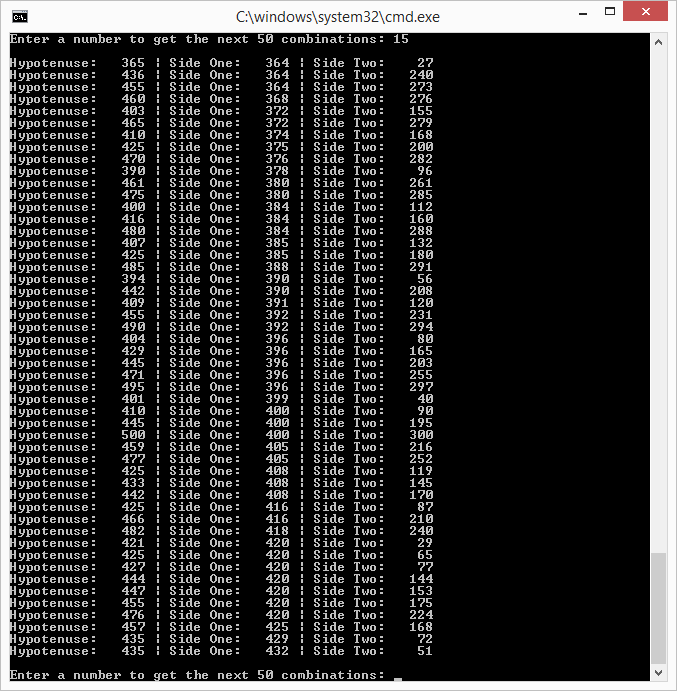 C:\windows\system32\cmd.exe
Enter a number to get the next 50 combinations: 15
Hypotenuse:   365 ¦ Side One:   364 ¦ Side Two:    27
Hypotenuse:   436 ¦ Side One:   364 ¦ Side Two:   240
Hypotenuse:   455 ¦ Side One:   364 ¦ Side Two:   273
Hypotenuse:   460 ¦ Side One:   368 ¦ Side Two:   276
Hypotenuse:   403 ¦ Side One:   372 ¦ Side Two:   155
Hypotenuse:   465 ¦ Side One:   372 ¦ Side Two:   279
Hypotenuse:   410 ¦ Side One:   374 ¦ Side Two:   168
Hypotenuse:   425 ¦ Side One:   375 ¦ Side Two:   200
Hypotenuse:   470 ¦ Side One:   376 ¦ Side Two:   282
Hypotenuse:   390 ¦ Side One:   378 ¦ Side Two:    96
Hypotenuse:   461 ¦ Side One:   380 ¦ Side Two:   261
Hypotenuse:   475 ¦ Side One:   380 ¦ Side Two:   285
Hypotenuse:   400 ¦ Side One:   384 ¦ Side Two:   112
Hypotenuse:   416 ¦ Side One:   384 ¦ Side Two:   160
Hypotenuse:   480 ¦ Side One:   384 ¦ Side Two:   288
Hypotenuse:   407 ¦ Side One:   385 ¦ Side Two:   132
Hypotenuse:   425 ¦ Side One:   385 ¦ Side Two:   180
Hypotenuse:   485 ¦ Side One:   388 ¦ Side Two:   291
Hypotenuse:   394 ¦ Side One:   390 ¦ Side Two:    56
Hypotenuse:   442 ¦ Side One:   390 ¦ Side Two:   208
Hypotenuse:   409 ¦ Side One:   391 ¦ Side Two:   120
Hypotenuse:   455 ¦ Side One:   392 ¦ Side Two:   231
Hypotenuse:   490 ¦ Side One:   392 ¦ Side Two:   294
Hypotenuse:   404 ¦ Side One:   396 ¦ Side Two:    80
Hypotenuse:   429 ¦ Side One:   396 ¦ Side Two:   165
Hypotenuse:   445 ¦ Side One:   396 ¦ Side Two:   203
Hypotenuse:   471 ¦ Side One:   396 ¦ Side Two:   255
Hypotenuse:   495 ¦ Side One:   396 ¦ Side Two:   297
Hypotenuse:   401 ¦ Side One:   399 ¦ Side Two:    40
Hypotenuse:   410 ¦ Side One:   400 ¦ Side Two:    90
Hypotenuse:   445 ¦ Side One:   400 ¦ Side Two:   195
Hypotenuse:   500 ¦ Side One:   400 ¦ Side Two:   300
Hypotenuse:   459 ¦ Side One:   405 ¦ Side Two:   216
Hypotenuse:   477 ¦ Side One:   405 ¦ Side Two:   252
Hypotenuse:   425 ¦ Side One:   408 ¦ Side Two:   119
Hypotenuse:   433 ¦ Side One:   408 ¦ Side Two:   145
Hypotenuse:   442 ¦ Side One:   408 ¦ Side Two:   170
Hypotenuse:   425 ¦ Side One:   416 ¦ Side Two:    87
Hypotenuse:   466 ¦ Side One:   416 ¦ Side Two:   210
Hypotenuse:   482 ¦ Side One:   418 ¦ Side Two:   240
Hypotenuse:   421 ¦ Side One:   420 ¦ Side Two:    29
Hypotenuse:   425 ¦ Side One:   420 ¦ Side Two:    65
Hypotenuse:   427 ¦ Side One:   420 ¦ Side Two:    77
Hypotenuse:   444 ¦ Side One:   420 ¦ Side Two:   144
Hypotenuse:   447 ¦ Side One:   420 ¦ Side Two:   153
Hypotenuse:   455 ¦ Side One:   420 ¦ Side Two:   175
Hypotenuse:   476 ¦ Side One:   420 ¦ Side Two:   224
Hypotenuse:   457 ¦ Side One:   425 ¦ Side Two:   168
Hypotenuse:   435 ¦ Side One:   429 ¦ Side Two:    72
Hypotenuse:   435 ¦ Side One:   432 ¦ Side Two:    51
Enter a number to get the next 50 combinations: